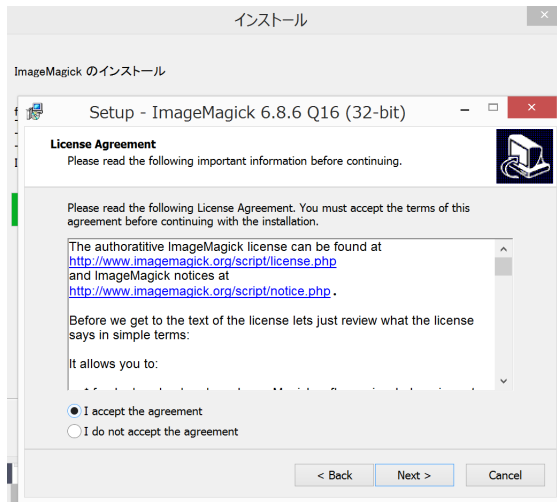 インストール
ImageMagick のインストール
Setup - ImageMagick 6.8.6 Q16 (32-bit)
License Agreement
Please read the following important information before continuing.
Please read the following License Agreement. You must accept the terms of this
agreement before continuing with the installation.
The authoratitive ImageMagick license can be found at
http://www.imagemagick.org/script/license.php
and ImageMagick notices at
http://www.imagemagick.org/script/notice.php .
Before we get to the text of the license lets just review what the license
says in simple terms:
It allows you to:
I accept the agreement
I do not accept the agreement
< Back
Next >
Cancel